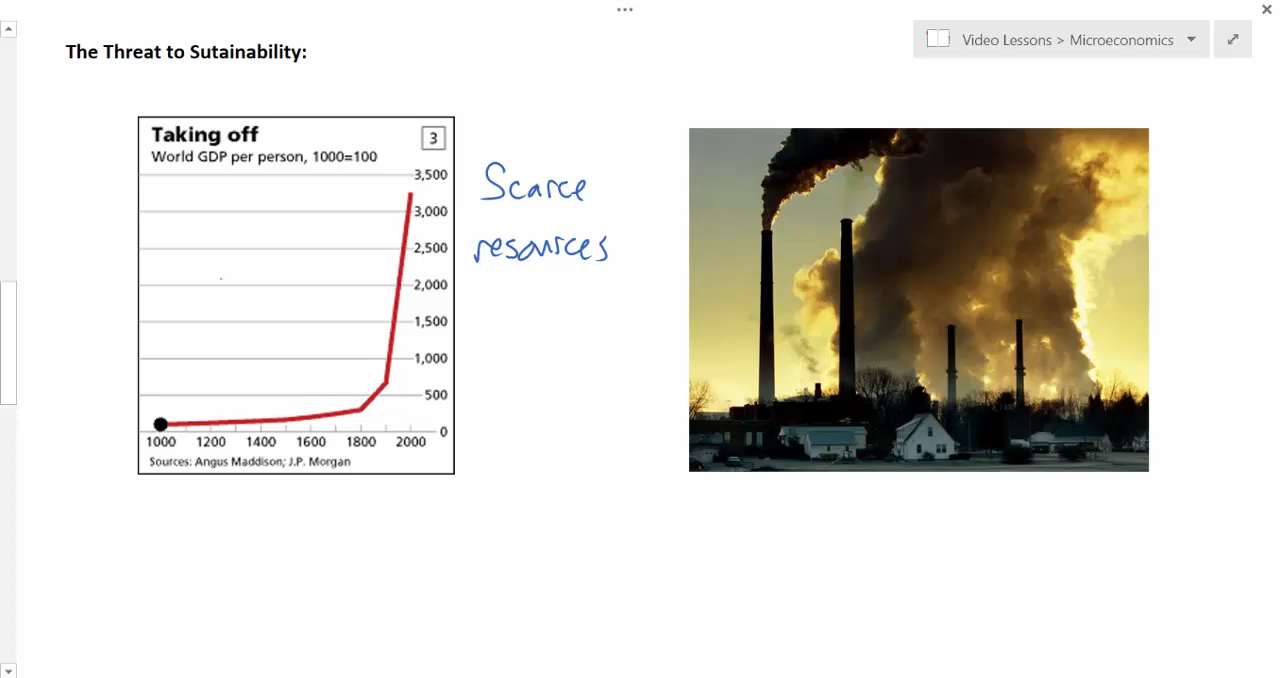 The Threat to Sutainability:
Video Lessons > Microeconomics
Taking off
3
World GDP per person, 1000=100
3,500
3,000
2,500
2,000
1,500
1,000
500
0
1000 1200 1400 1600 1800 2000
Sources: Angus Maddison; J.P. Morgan
Scarce
resources